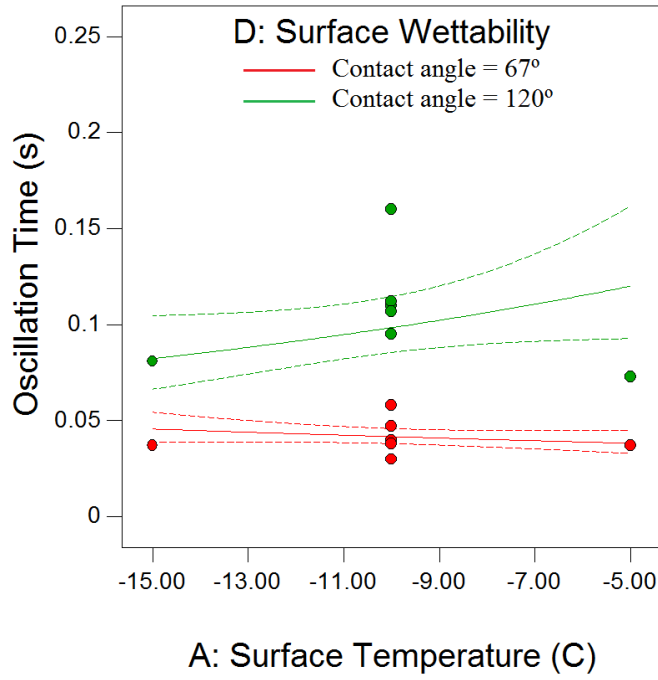 D: Surface Wettability
Contact angle = 67º
Contact angle = 120º
Oscillation Time (s)
0.25
0.2
0.15
0.1
0.05
0
-15.00 -13.00 -11.00 -9.00 -7.00 -5.00
A: Surface Temperature (C)